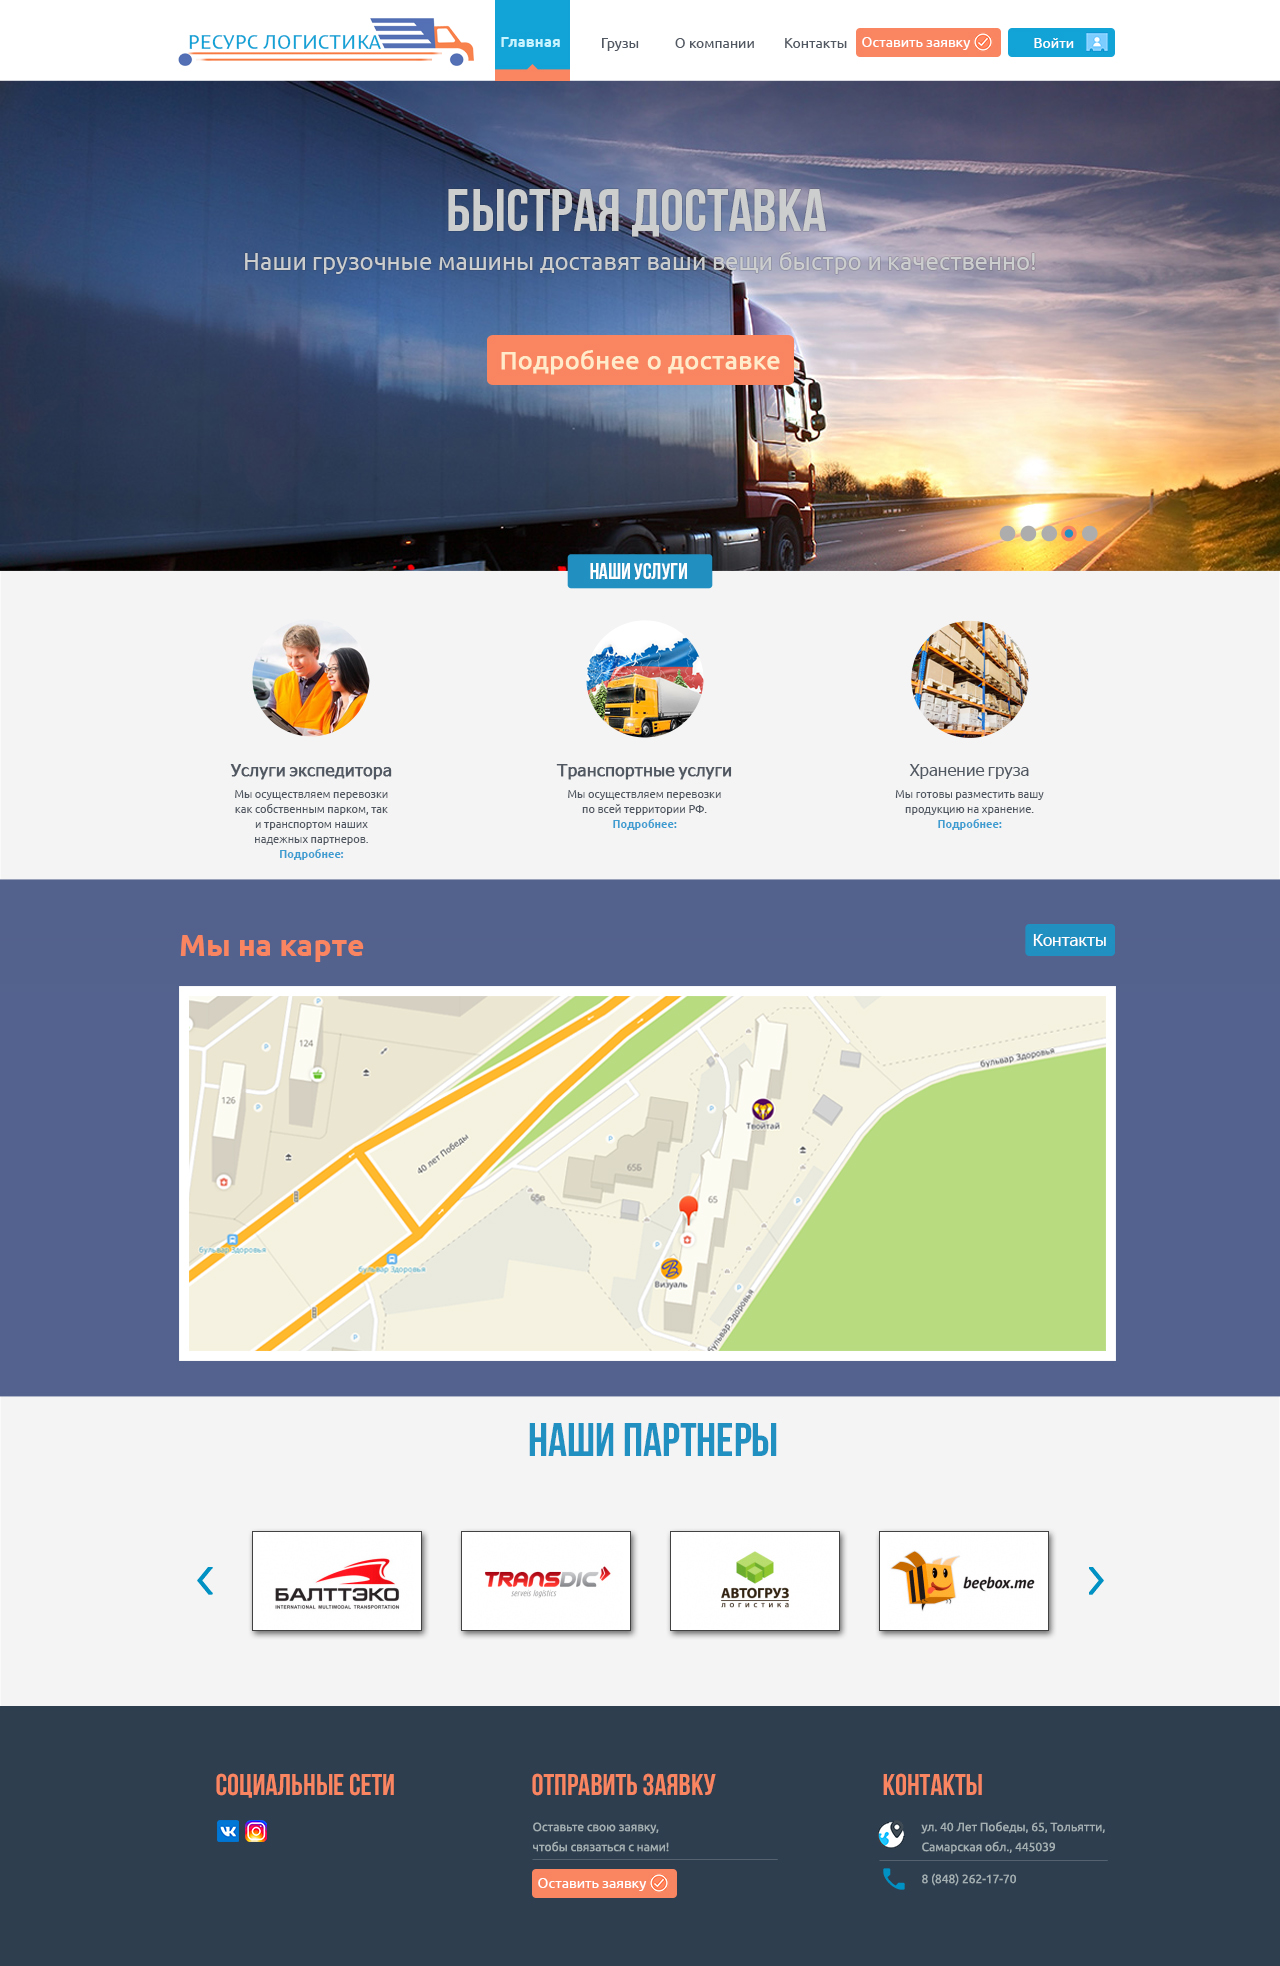 РЕСУРС ЛОГИСТИКА
Главная
Грузы
О компании
Контакты
Оставить заявку
Войти
БЫСТРАЯ ДОСТАВКА
Наши грузочные машины доставят ваши вещи быстро и качественно!
Подробнее о доставке
НАШИ УСЛУГИ
Услуги экспедитора
Мы осуществляем перевозки
как собственным парком, так
и транспортом наших
надежных партнеров.
Подробнее:
Транспортные услуги
Мы осуществляем перевозки
по всей территории РФ.
Подробнее:
Хранение груза
Мы готовы разместить вашу
продукцию на хранение.
Подробнее:
Мы на карте
Контакты
124
126
бульвар Здоровья
Твойтай
40 лет Победы
65Б
65
65в
бульвар Здоровья
бульвар Здоровья
Визуаль
бульвар Здоровья
НАШИ ПАРТНЕРЫ
БАЛТТЭКО
INTERNATIONAL MULTIMODAL TRANSPORTATION
TRANSDIC
serveis logistics
АВТОГРУЗ
ЛОГИСТИКА
beebox.me
СОЦИАЛЬНЫЕ СЕТИ
ОТПРАВИТЬ ЗАЯВКУ
Оставьте свою заявку,
чтобы связаться с нами!
Оставить заявку
КОНТАКТЫ
ул. 40 Лет Победы, 65, Тольятти,
Самарская обл., 445039
8 (848) 262-17-70